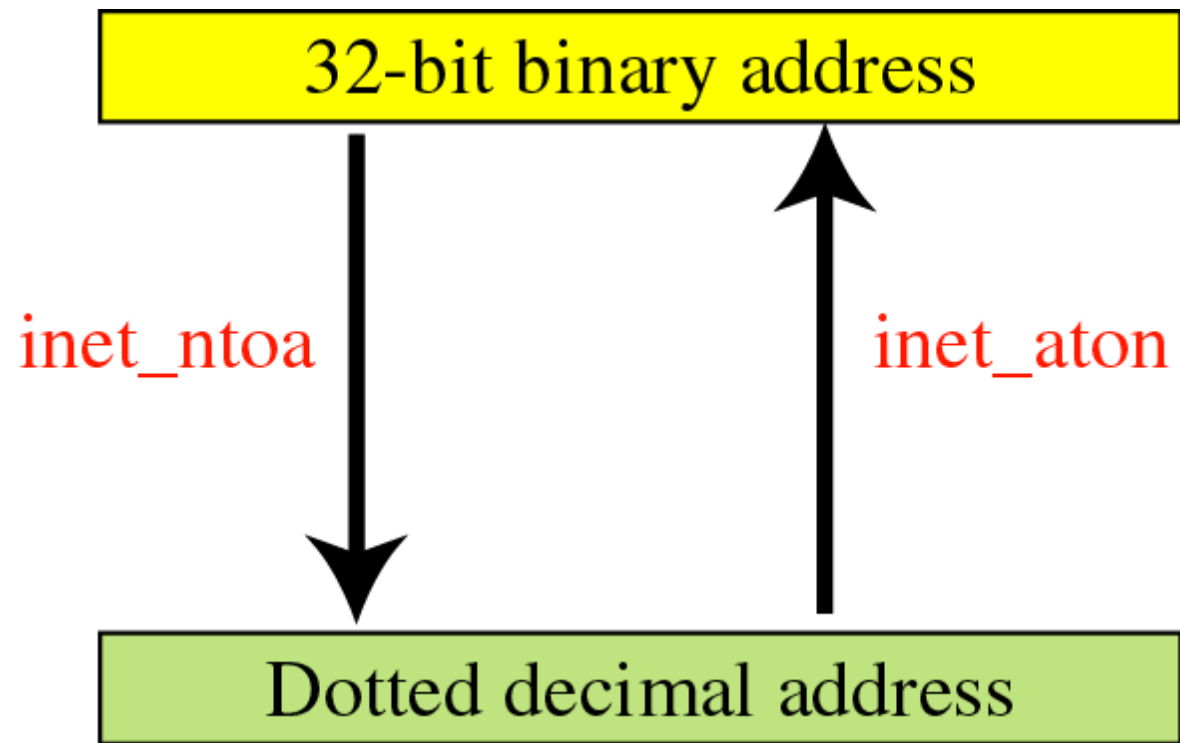 32-bit binary address
inet_ntoa
inet_aton
Dotted decimal address